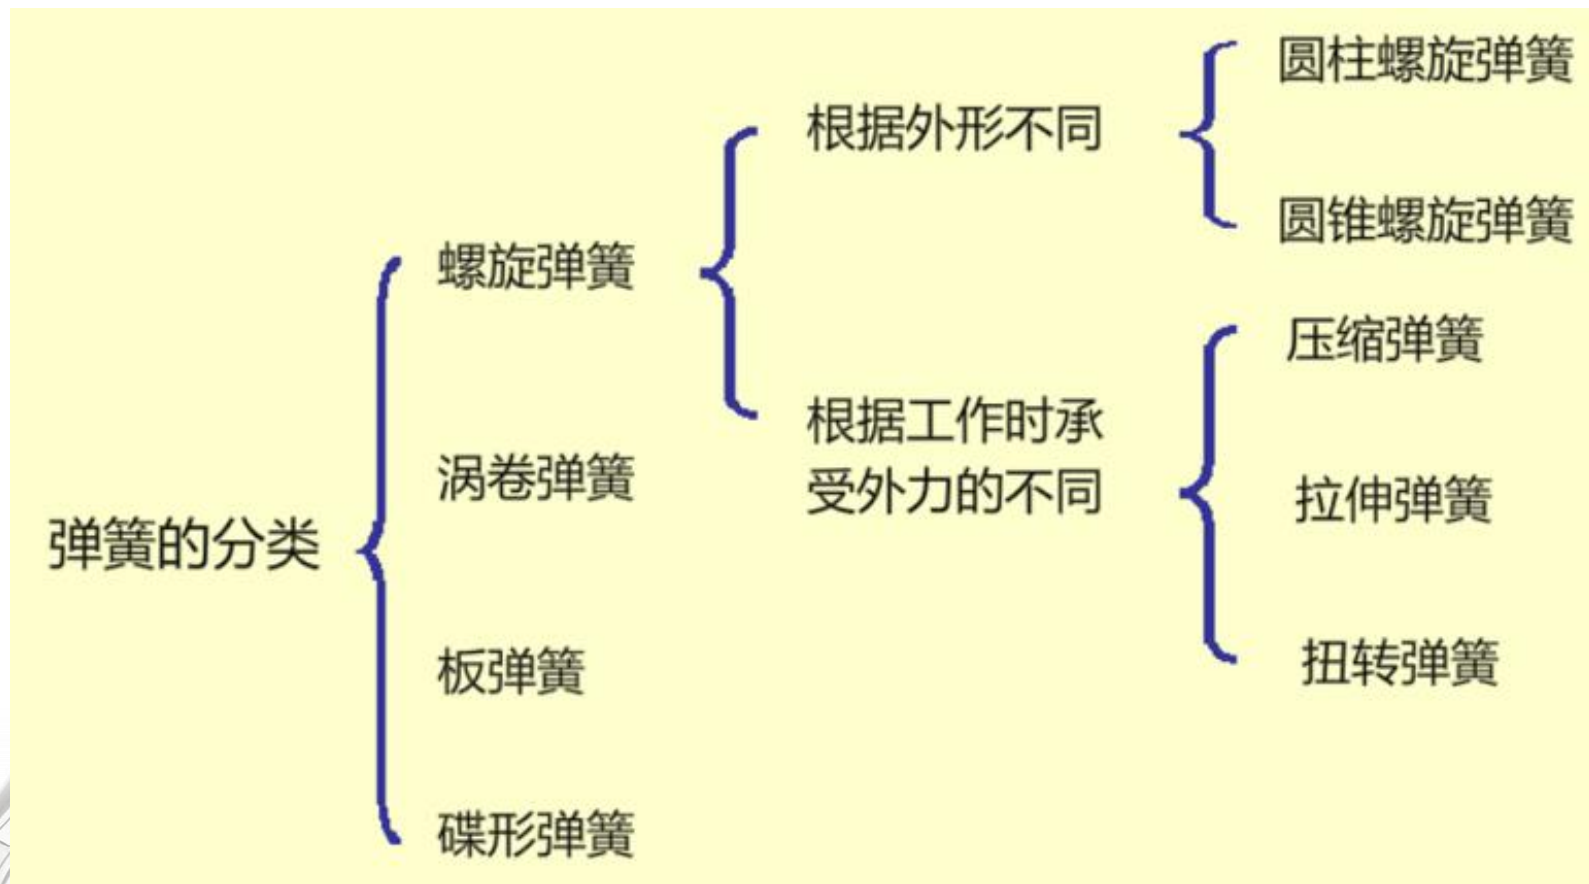 弹簧的分类
螺旋弹簧
根据外形不同
圆柱螺旋弹簧
圆锥螺旋弹簧
根据工作时承
受外力的不同
压缩弹簧
拉伸弹簧
扭转弹簧
涡卷弹簧
板弹簧
碟形弹簧